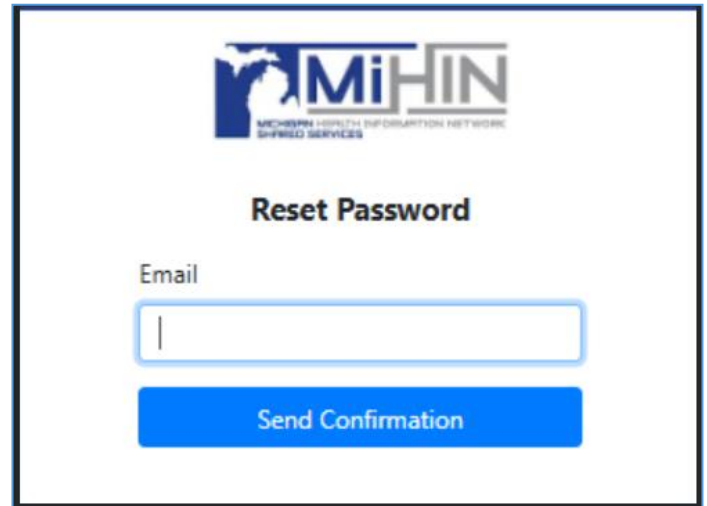 MiHIN
MICHIGAN HEALTH INFORMATION NETWORK
SHARED SERVICES
Reset Password
Email
Send Confirmation